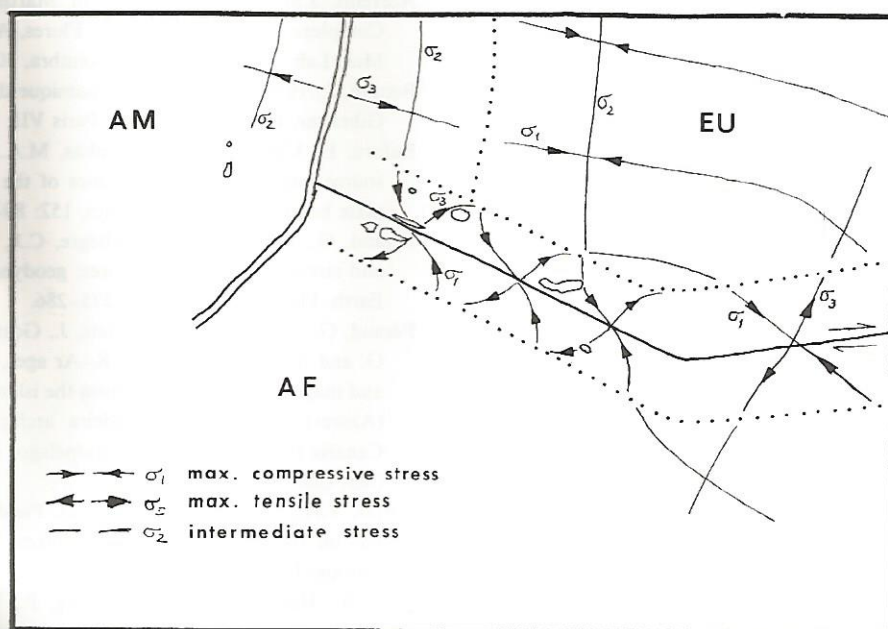 σ₂
σ₃
σ₂
AM
σ₂
EU
σ₁
σ₃
σ₁
σ₃
σ₁
AF
σ₁ max. compressive stress
σ₃ max. tensile stress
σ₂ intermediate stress